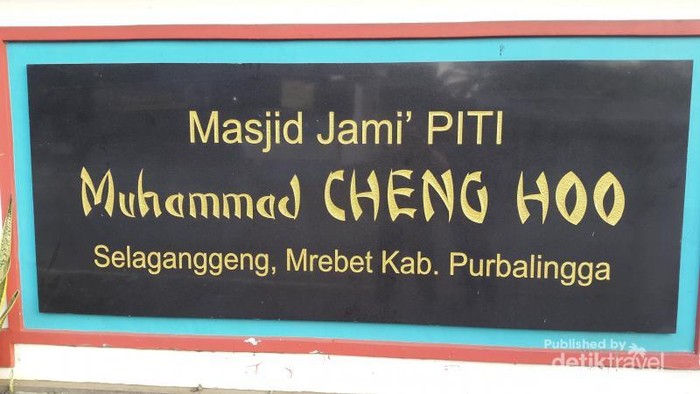 Masjid Jami' PITI
Muhammad CHENG HOO
Selaganggeng, Mrebet Kab. Purbalingga
Published by
detiktravel